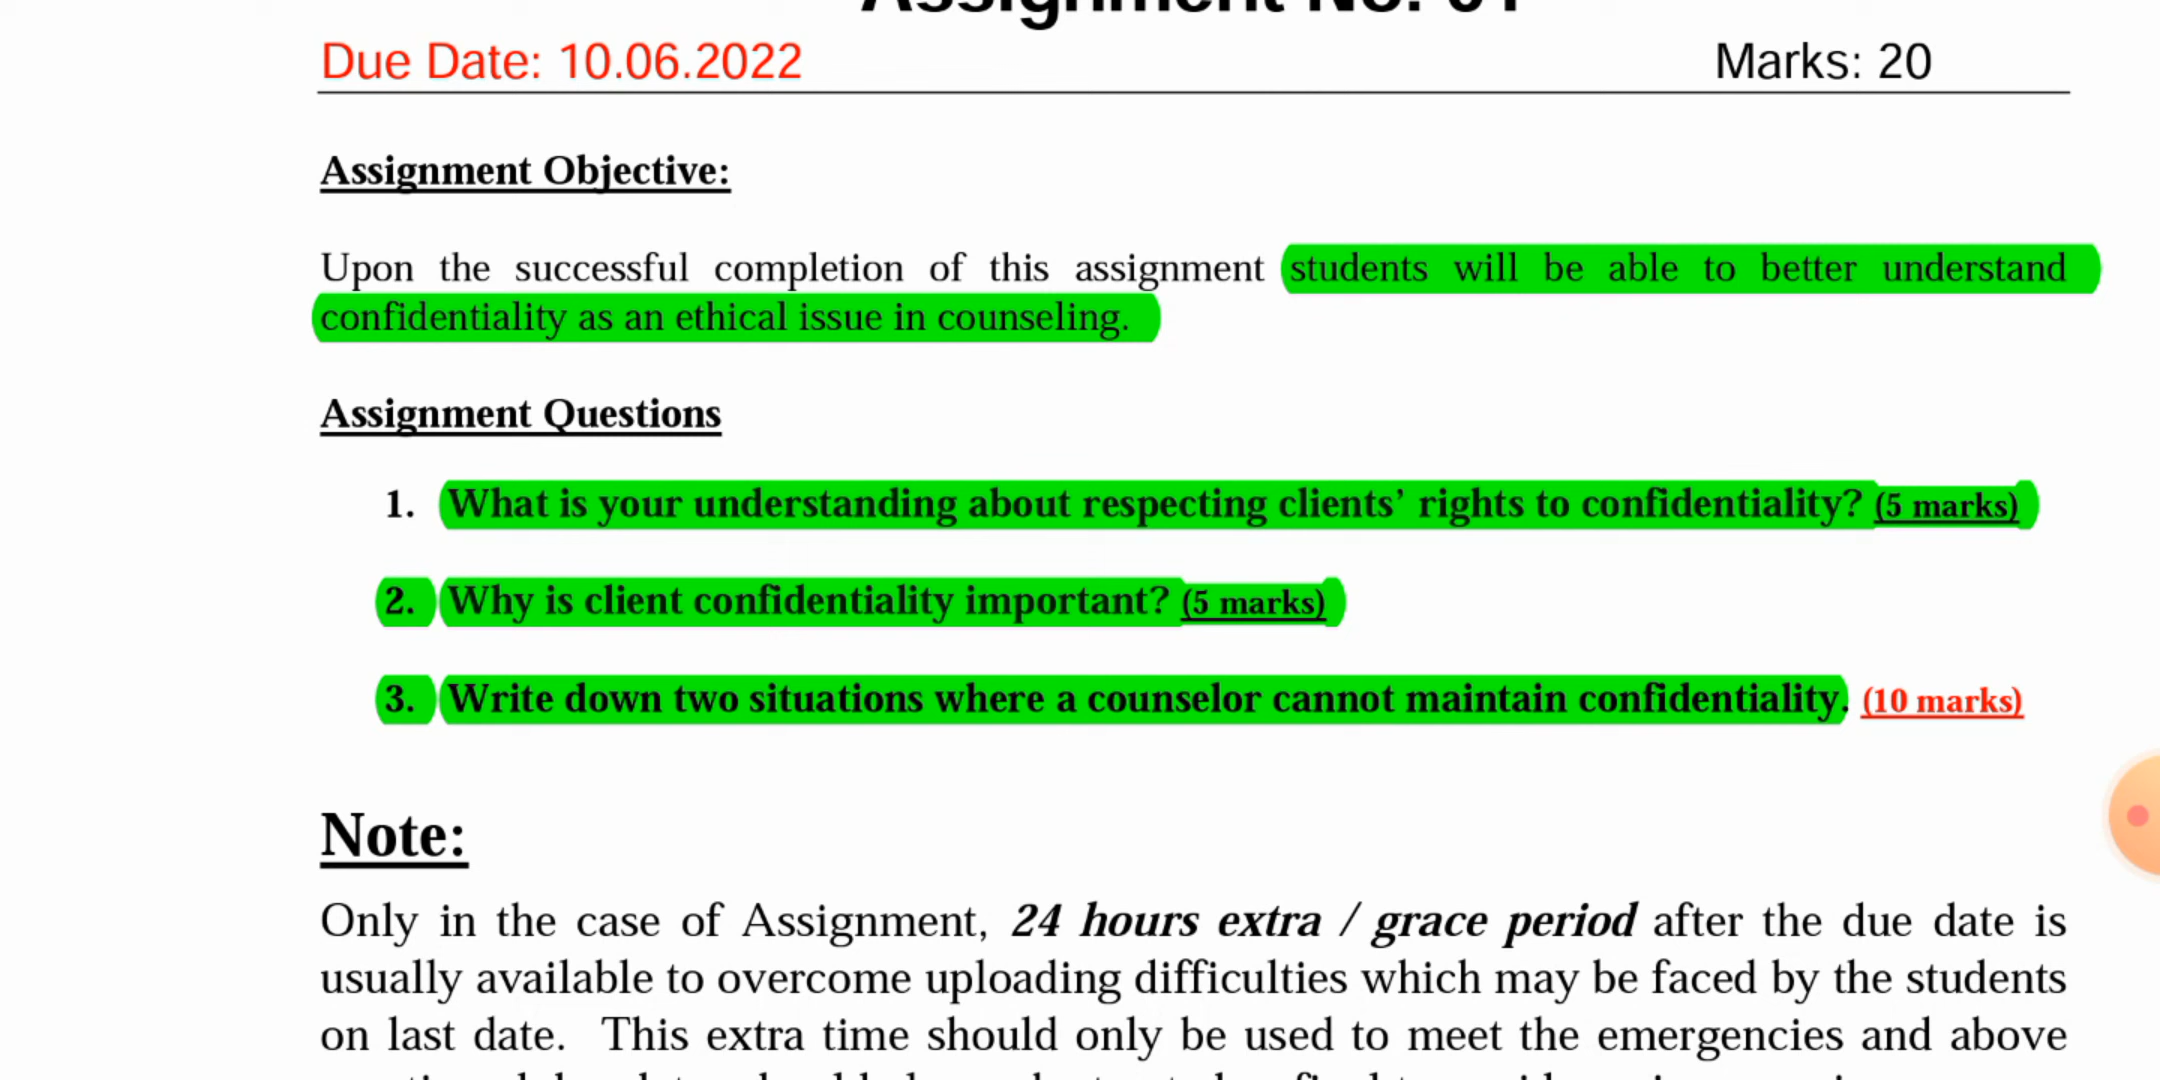 Assignment No. 01
Due Date: 10.06.2022 Marks: 20
Assignment Objective:
Upon the successful completion of this assignment students will be able to better understand
confidentiality as an ethical issue in counseling.
Assignment Questions
1. What is your understanding about respecting clients’ rights to confidentiality? (5 marks)
2. Why is client confidentiality important? (5 marks)
3. Write down two situations where a counselor cannot maintain confidentiality. (10 marks)
Note:
Only in the case of Assignment, 24 hours extra / grace period after the due date is
usually available to overcome uploading difficulties which may be faced by the students
on last date. This extra time should only be used to meet the emergencies and above